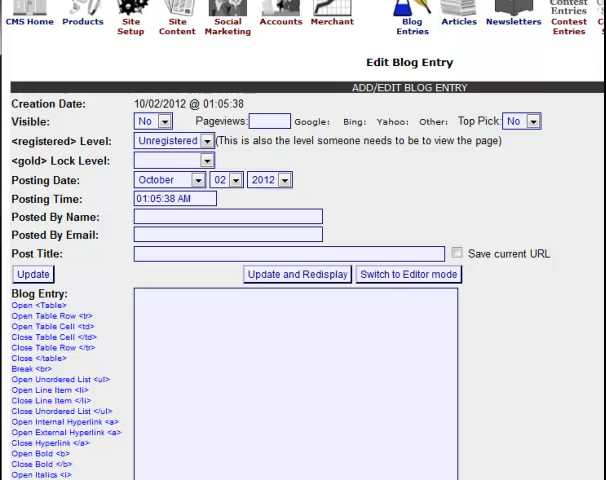 Contest
Entries
CMS Home Products Site Setup Site Content Social Marketing Accounts Merchant Blog Entries Articles Newsletters Contest Entries
Edit Blog Entry
ADD/EDIT BLOG ENTRY
Creation Date: 10/02/2012 @ 01:05:38
Visible: No Pageviews: Google: Bing: Yahoo: Other: Top Pick: No
<registered> Level: Unregistered (This is also the level someone needs to be to view the page)
<gold> Lock Level:
Posting Date: October 02 2012
Posting Time: 01:05:38 AM
Posted By Name:
Posted By Email:
Post Title: Save current URL
Update Update and Redisplay Switch to Editor mode
Blog Entry:
Open <Table>
Open Table Row <tr>
Open Table Cell <td>
Close Table Cell </td>
Close Table Row </tr>
Close </table>
Break <br>
Open Unordered List <ul>
Open Line Item <li>
Close Line Item </li>
Close Unordered List </ul>
Open Internal Hyperlink <a>
Open External Hyperlink <a>
Close Hyperlink </a>
Open Bold <b>
Close Bold </b>
Open Italics <i>